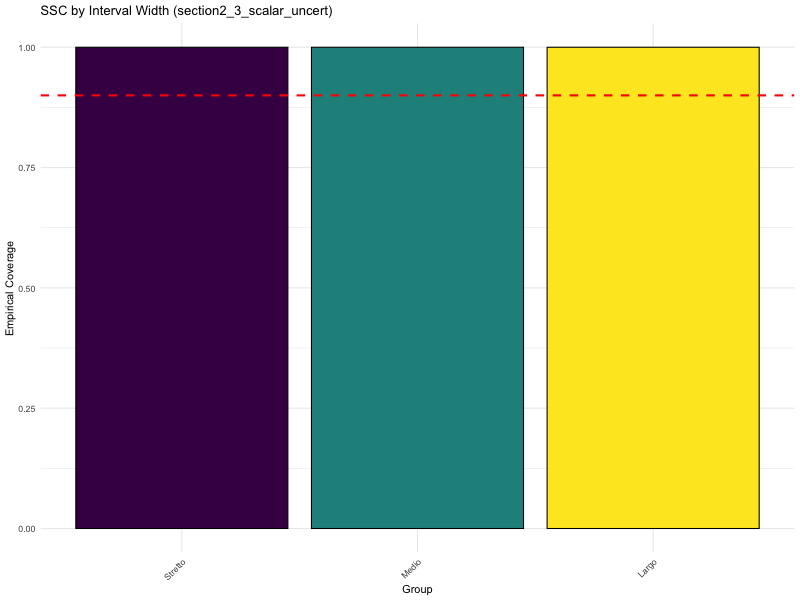 SSC by Interval Width (section2_3_scalar_uncert)
1.00
0.75
0.50
0.25
0.00
Empirical Coverage
Stretto
Medio
Largo
Group